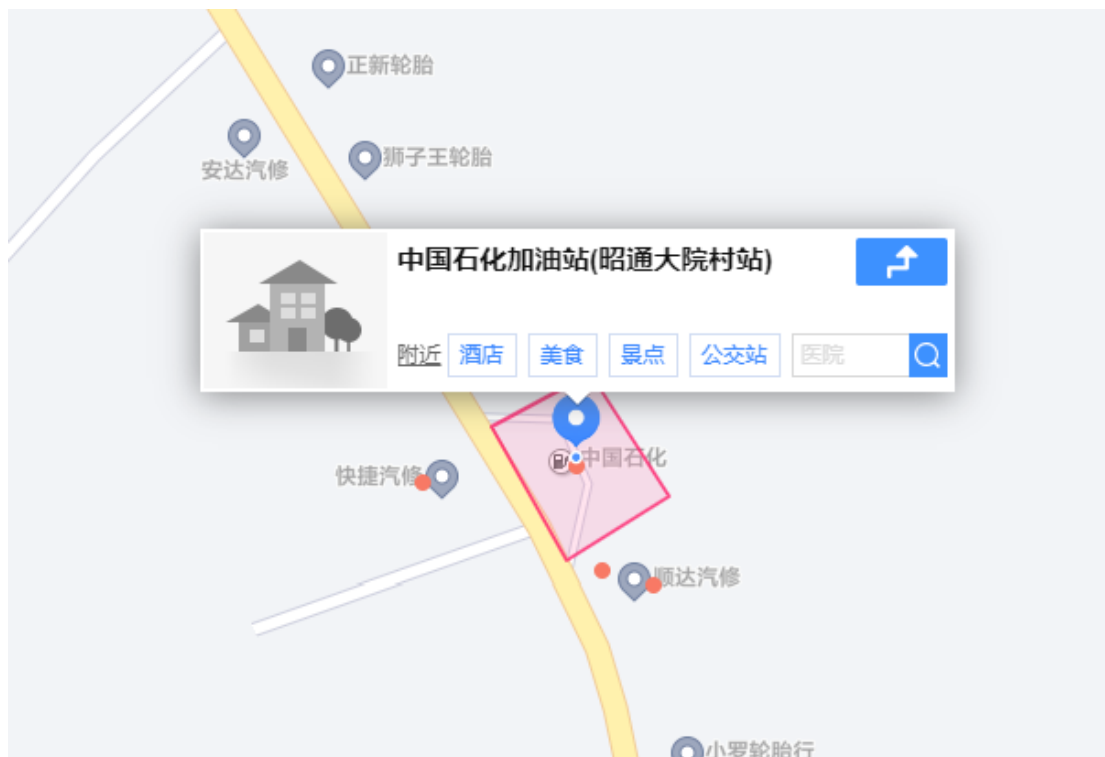 正新轮胎
安达汽修
狮子王轮胎
中国石化加油站(昭通大院村站)
附近 酒店 美食 景点 公交站 医院
中国石化
快捷汽修
顺达汽修
小罗轮胎行